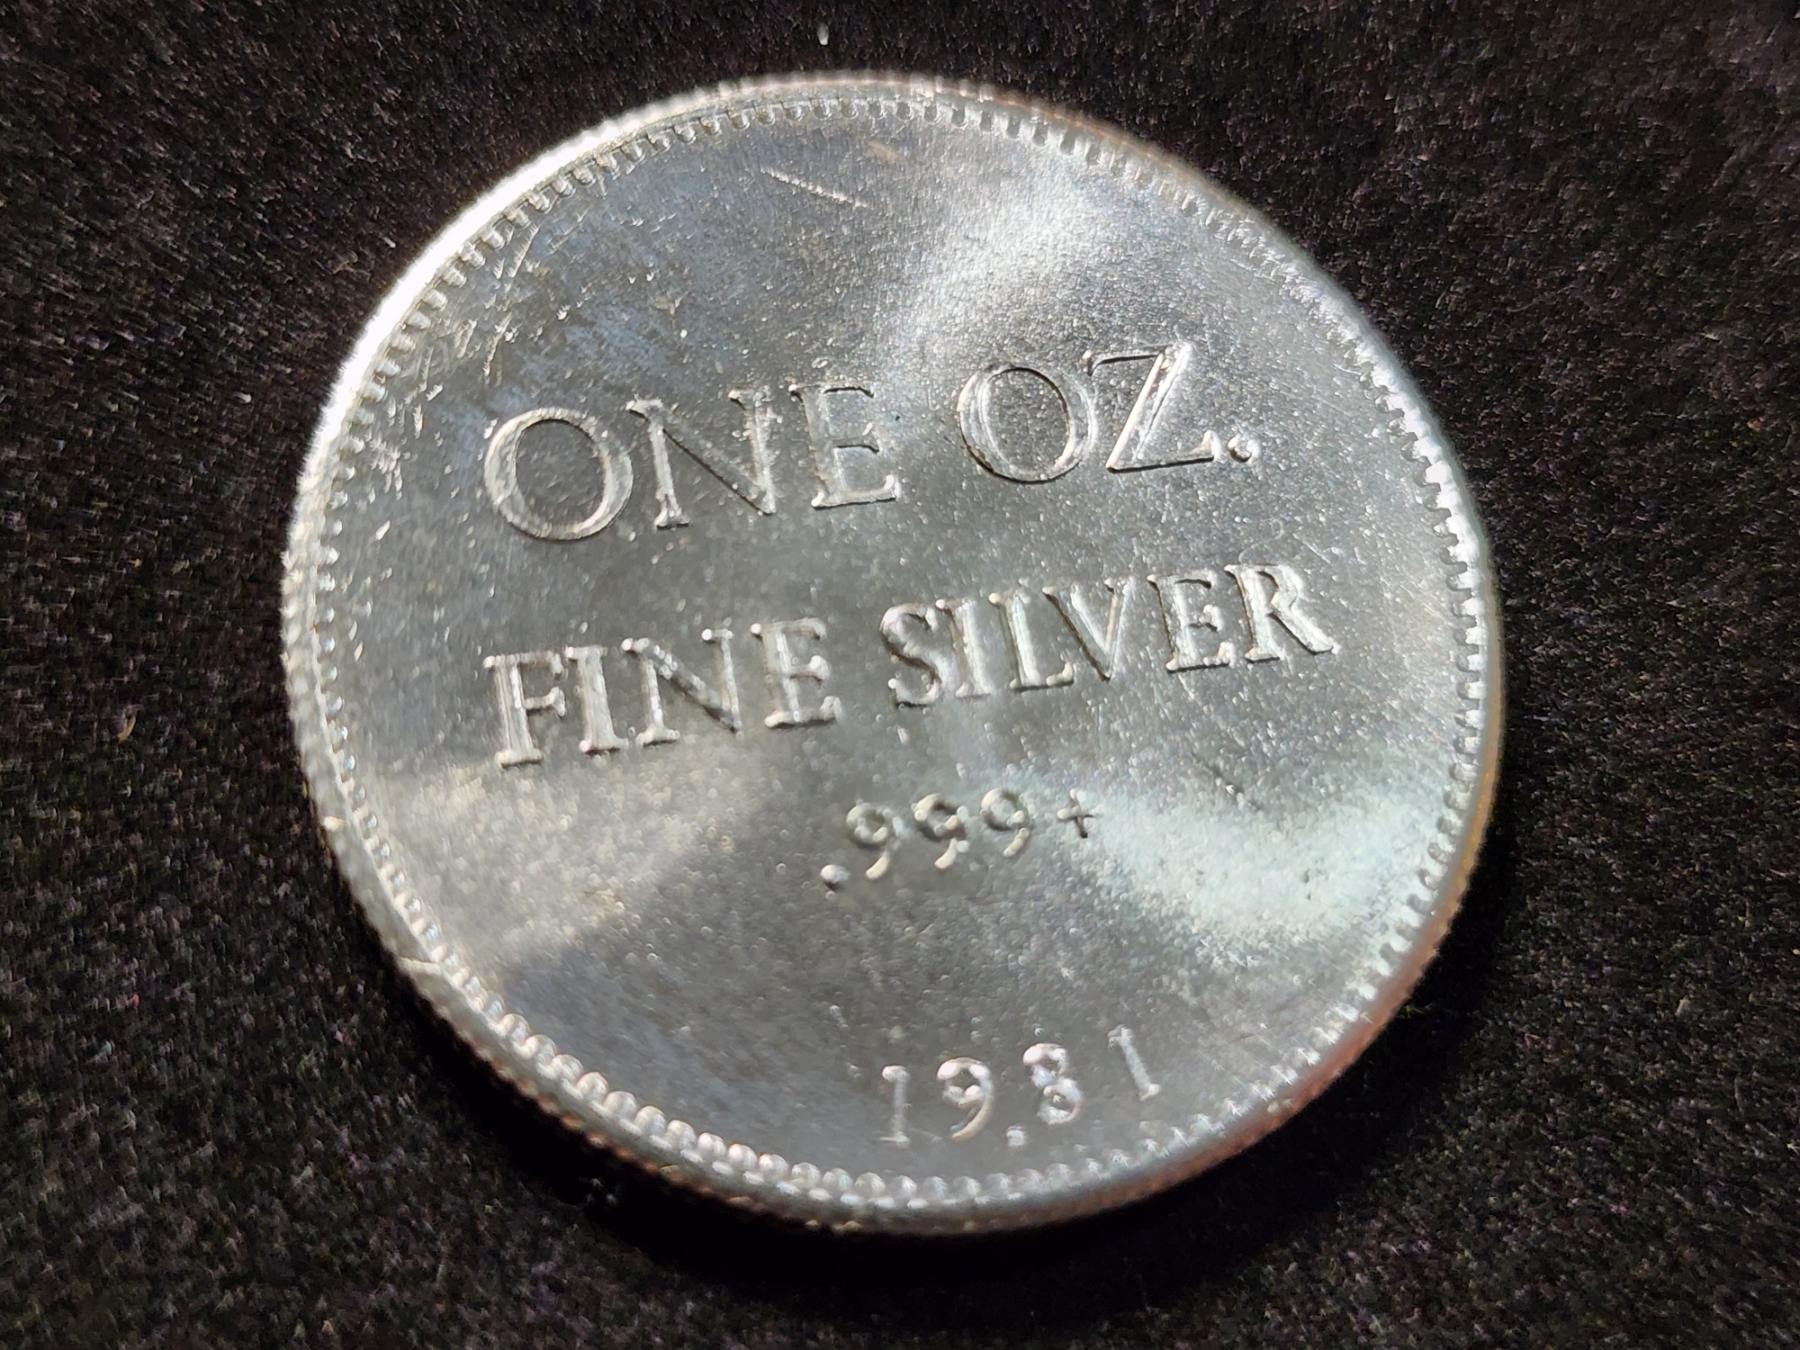 ONE OZ.
FINE SILVER
.999+
1981